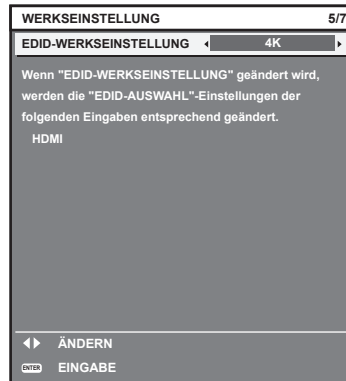 WERKSEINSTELLUNG 5/7
EDID-WERKSEINSTELLUNG 4K
Wenn "EDID-WERKSEINSTELLUNG" geändert wird,
werden die "EDID-AUSWAHL"-Einstellungen der
folgenden Eingaben entsprechend geändert.
HDMI
ÄNDERN
ENTER EINGABE